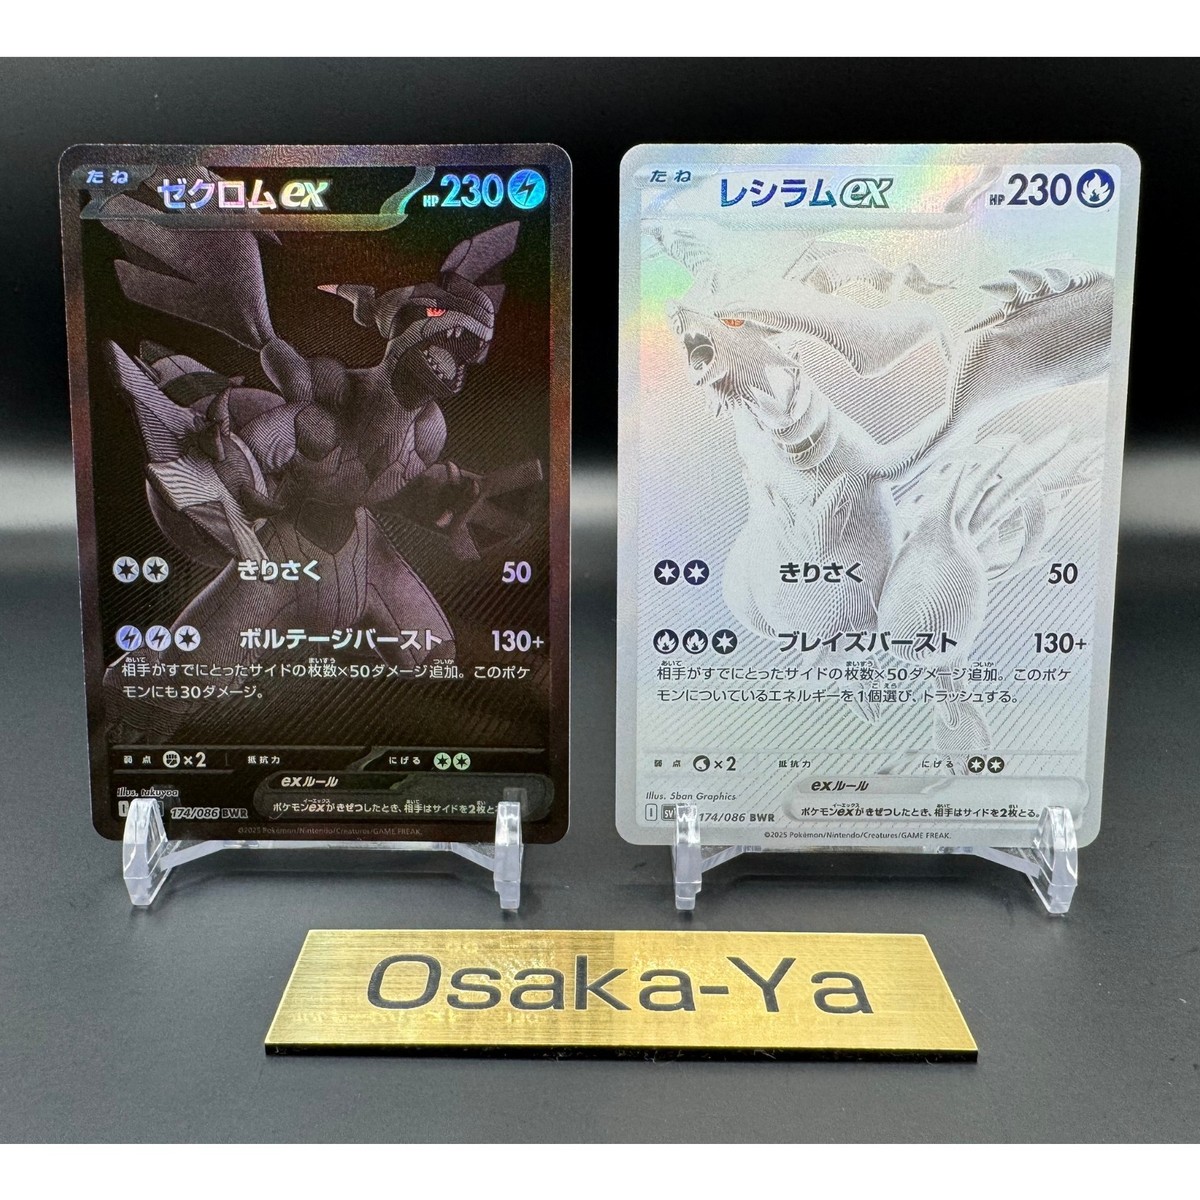 たね ゼクロムex HP230
きりさく 50
ボルテージバースト 130+
相手がすでにとったサイドの枚数×50ダメージ追加。このポケ
モンにも30ダメージ。
弱点 ×2 抵抗力 にげる
exルール
Illus. takuyoa
ポケモンexがきぜつしたとき、相手はサイドを2枚
174/086 BWR
©2025 Pokémon/Nintendo/Creatures/GAME FREAK.
たね レシラムex HP230
きりさく 50
ブレイズバースト 130+
相手がすでにとったサイドの枚数×50ダメージ追加。このポケ
モンについているエネルギーを1個選び、トラッシュする。
弱点 ×2 抵抗力 にげる
exルール
Illus. 5ban Graphics
ポケモンexがきぜつしたとき、相手はサイドを2枚とる。
I 174/086 BWR
©2025 Pokémon/Nintendo/Creatures/GAME FREAK.
Osaka-Ya